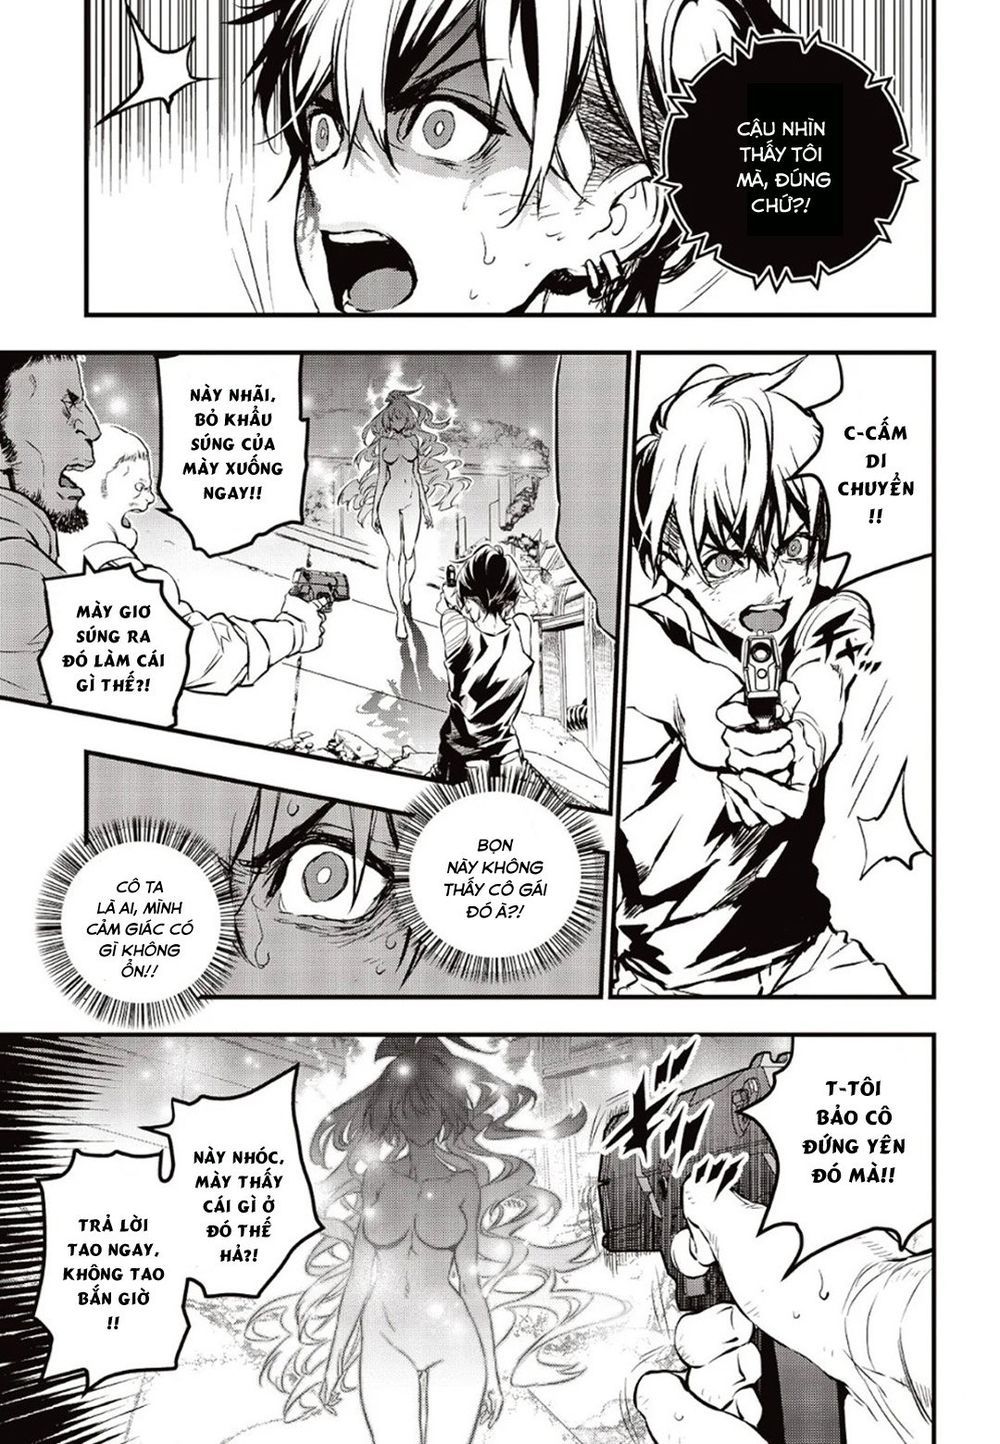 CẬU NHÌN
THẤY TÔI
MÀ, ĐÚNG
CHỨ?!
C-CẤM
DI
CHUYỂN
!!
NÀY NHÃI,
BỎ KHẨU
SÚNG CỦA
MÀY XUỐNG
NGAY!!
MÀY GIƠ
SÚNG RA
ĐÓ LÀM CÁI
GÌ THẾ?!
BỌN
NÀY KHÔNG
THẤY CÔ GÁI
ĐÓ À?!
CÔ TA
LÀ AI, MÌNH
CẢM GIÁC CÓ
GÌ KHÔNG
ỔN!!
T-TÔI
BẢO CÔ
ĐỨNG YÊN
ĐÓ MÀ!!
NÀY NHÓC,
MÀY THẤY
CÁI GÌ Ở
ĐÓ THẾ
HẢ?!
TRẢ LỜI
TAO NGAY,
KHÔNG TAO
BẮN GIỜ
!!